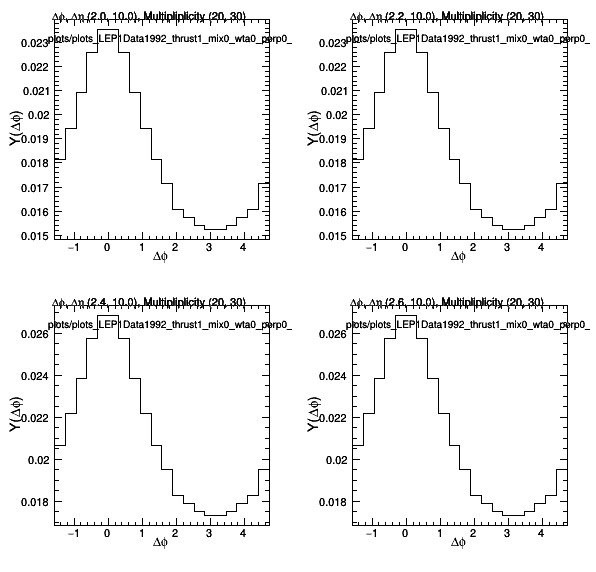 Δφ, Δη (2.0, 10.0), Multipliplicity (20, 30)
plots/plots_LEP1Data1992_thrust1_mix0_wta0_perp0_
0.023
0.022
0.021
0.02
0.019
0.018
0.017
0.016
0.015
Y(Δφ)
−1 0 1 2 3 4
Δφ
Δφ, Δη (2.2, 10.0), Multipliplicity (20, 30)
plots/plots_LEP1Data1992_thrust1_mix0_wta0_perp0_
0.023
0.022
0.021
0.02
0.019
0.018
0.017
0.016
0.015
Y(Δφ)
−1 0 1 2 3 4
Δφ
Δφ, Δη (2.4, 10.0), Multipliplicity (20, 30)
plots/plots_LEP1Data1992_thrust1_mix0_wta0_perp0_
0.026
0.024
0.022
0.02
0.018
Y(Δφ)
−1 0 1 2 3 4
Δφ
Δφ, Δη (2.6, 10.0), Multipliplicity (20, 30)
plots/plots_LEP1Data1992_thrust1_mix0_wta0_perp0_
0.026
0.024
0.022
0.02
0.018
Y(Δφ)
−1 0 1 2 3 4
Δφ